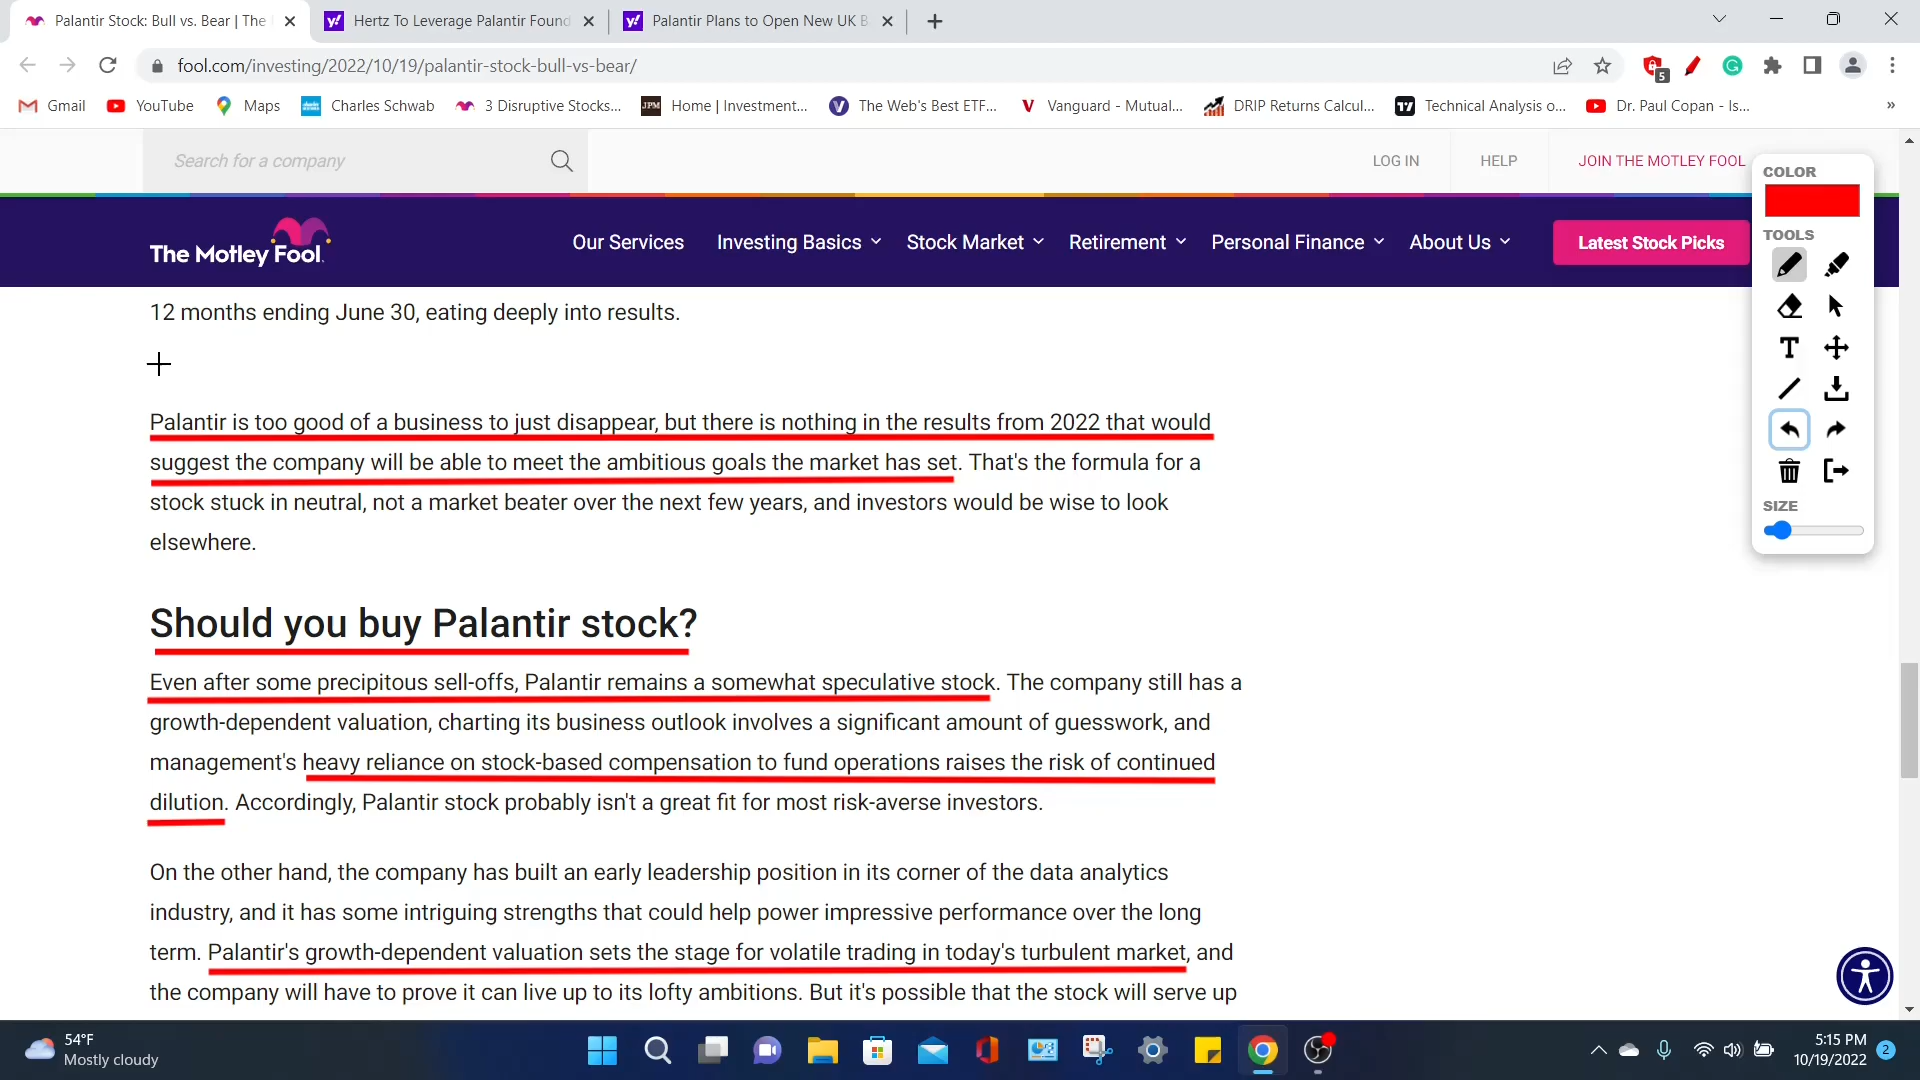 Palantir Stock: Bull vs. Bear | The
Hertz To Leverage Palantir Found
Palantir Plans to Open New UK B
fool.com/investing/2022/10/19/palantir-stock-bull-vs-bear/
5
Gmail
YouTube
Maps
Charles Schwab
3 Disruptive Stocks...
JPM
Home | Investment...
The Web's Best ETF...
Vanguard - Mutual...
DRIP Returns Calcul...
Technical Analysis o...
Dr. Paul Copan - Is...
»
Search for a company
LOG IN
HELP
JOIN THE MOTLEY FOOL
The Motley Fool.
Our Services
Investing Basics
Stock Market
Retirement
Personal Finance
About Us
Latest Stock Picks
COLOR
TOOLS
SIZE
12 months ending June 30, eating deeply into results.
Palantir is too good of a business to just disappear, but there is nothing in the results from 2022 that would
suggest the company will be able to meet the ambitious goals the market has set. That's the formula for a
stock stuck in neutral, not a market beater over the next few years, and investors would be wise to look
elsewhere.
Should you buy Palantir stock?
Even after some precipitous sell-offs, Palantir remains a somewhat speculative stock. The company still has a
growth-dependent valuation, charting its business outlook involves a significant amount of guesswork, and
management's heavy reliance on stock-based compensation to fund operations raises the risk of continued
dilution. Accordingly, Palantir stock probably isn't a great fit for most risk-averse investors.
On the other hand, the company has built an early leadership position in its corner of the data analytics
industry, and it has some intriguing strengths that could help power impressive performance over the long
term. Palantir's growth-dependent valuation sets the stage for volatile trading in today's turbulent market, and
the company will have to prove it can live up to its lofty ambitions. But it's possible that the stock will serve up
54°F
Mostly cloudy
5:15 PM
10/19/2022
2